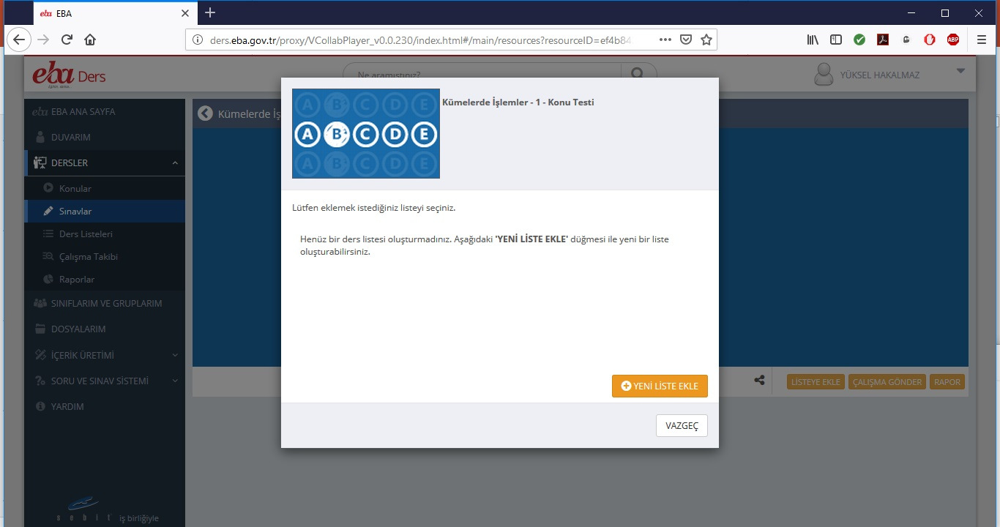 eba EBA
ders.eba.gov.tr/proxy/VCollabPlayer_v0.0.230/index.html#/main/resources?resourceID=ef4b84
ABP
eba Ders
Ne aramıştınız?
YÜKSEL HAKALMAZ
eba EBA ANA SAYFA
DUVARIM
DERSLER
Konular
Sınavlar
Ders Listeleri
Çalışma Takibi
Raporlar
SINIFLARIM VE GRUPLARIM
DOSYALARIM
İÇERİK ÜRETİMİ
SORU VE SINAV SİSTEMİ
YARDIM
sebit iş birliğiyle
Kümelerde İş
A B C D E
A B C D E
A B C D E
Kümelerde İşlemler - 1 - Konu Testi
Lütfen eklemek istediğiniz listeyi seçiniz.
Henüz bir ders listesi oluşturmadınız. Aşağıdaki 'YENİ LİSTE EKLE' düğmesi ile yeni bir liste
oluşturabilirsiniz.
YENİ LİSTE EKLE
VAZGEÇ
LİSTEYE EKLE ÇALIŞMA GÖNDER RAPOR